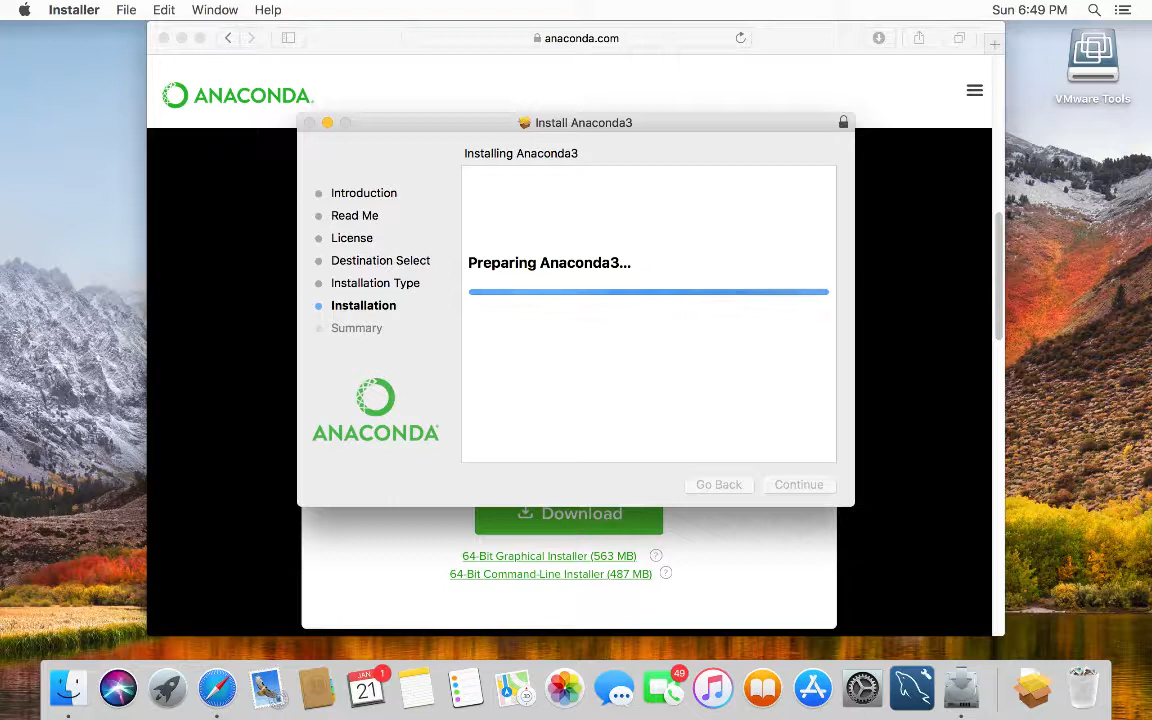 Installer File Edit Window Help Sun 6:49 PM
anaconda.com
VMware Tools
ANACONDA.
Install Anaconda3
Installing Anaconda3
Introduction
Read Me
License
Destination Select
Installation Type
Installation
Summary
Preparing Anaconda3...
ANACONDA
Go Back Continue
Download
64-Bit Graphical Installer (563 MB) ?
64-Bit Command-Line Installer (487 MB) ?
JAN
21
1
49